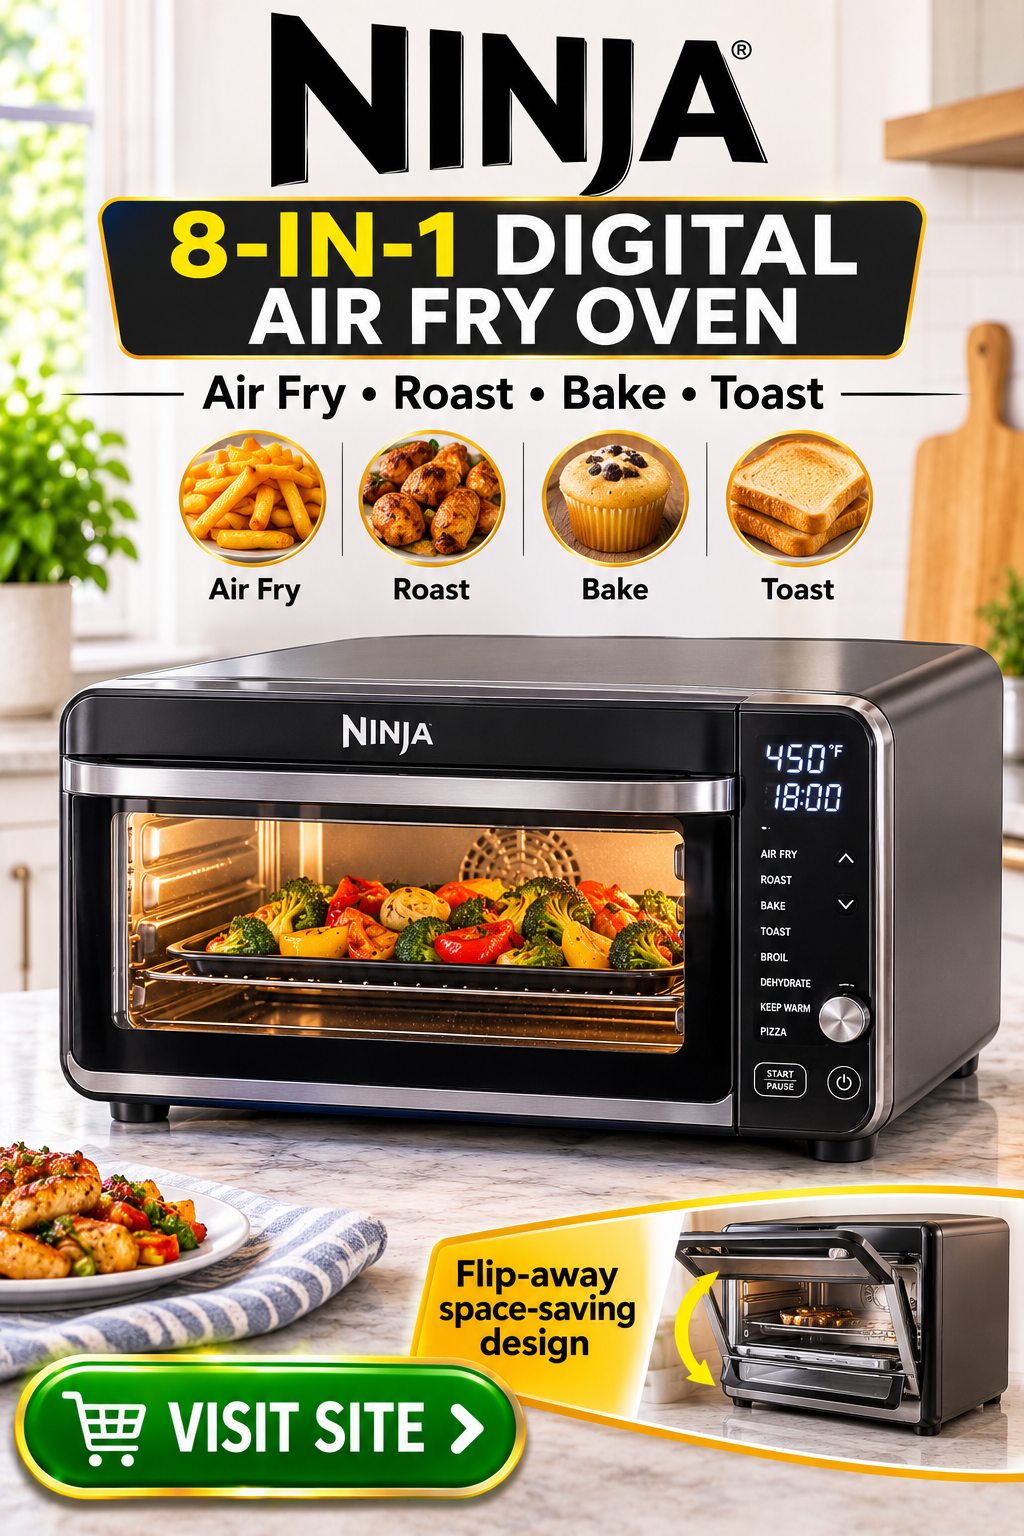 NINJA®
8-IN-1 DIGITAL
AIR FRY OVEN
Air Fry • Roast • Bake • Toast
Air Fry
Roast
Bake
Toast
NINJA
450°F
18:00
AIR FRY
ROAST
BAKE
TOAST
BROIL
DEHYDRATE
KEEP WARM
PIZZA
START
PAUSE
Flip-away
space-saving
design
VISIT SITE